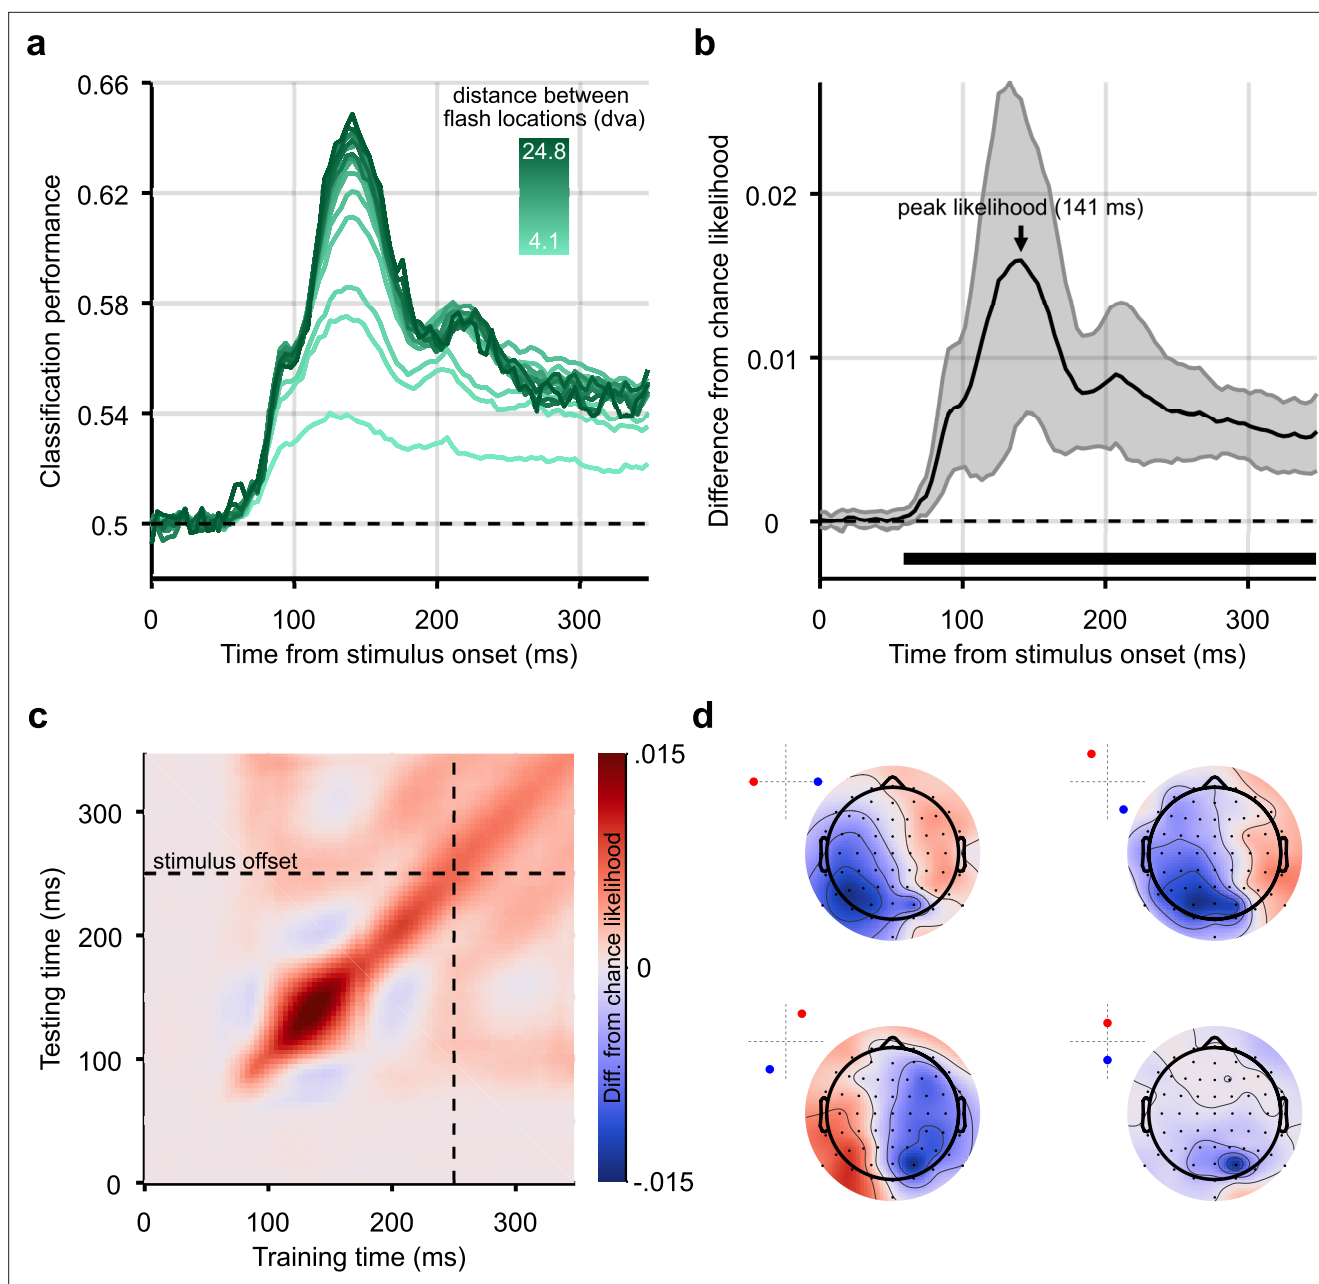 a
0.66
0.62
0.58
0.54
0.5
Classification performance
distance between
flash locations (dva)
24.8
4.1
0
100
200
300
Time from stimulus onset (ms)
b
0.02
0.01
0
Difference from chance likelihood
peak likelihood (141 ms)
0
100
200
300
Time from stimulus onset (ms)
c
300
200
100
0
Testing time (ms)
stimulus offset
0
100
200
300
Training time (ms)
.015
0
-.015
Diff. from chance likelihood
d